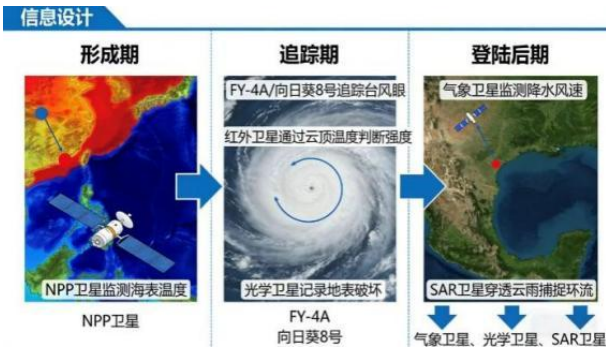 信息设计
形成期
追踪期
登陆后期
FY-4A/向日葵8号追踪台风眼
气象卫星监测降水风速
红外卫星通过云顶温度判断强度
NPP卫星监测海表温度
光学卫星记录地表破坏
SAR卫星穿透云雨捕捉环流
NPP卫星
FY-4A
向日葵8号
气象卫星、光学卫星、SAR卫星